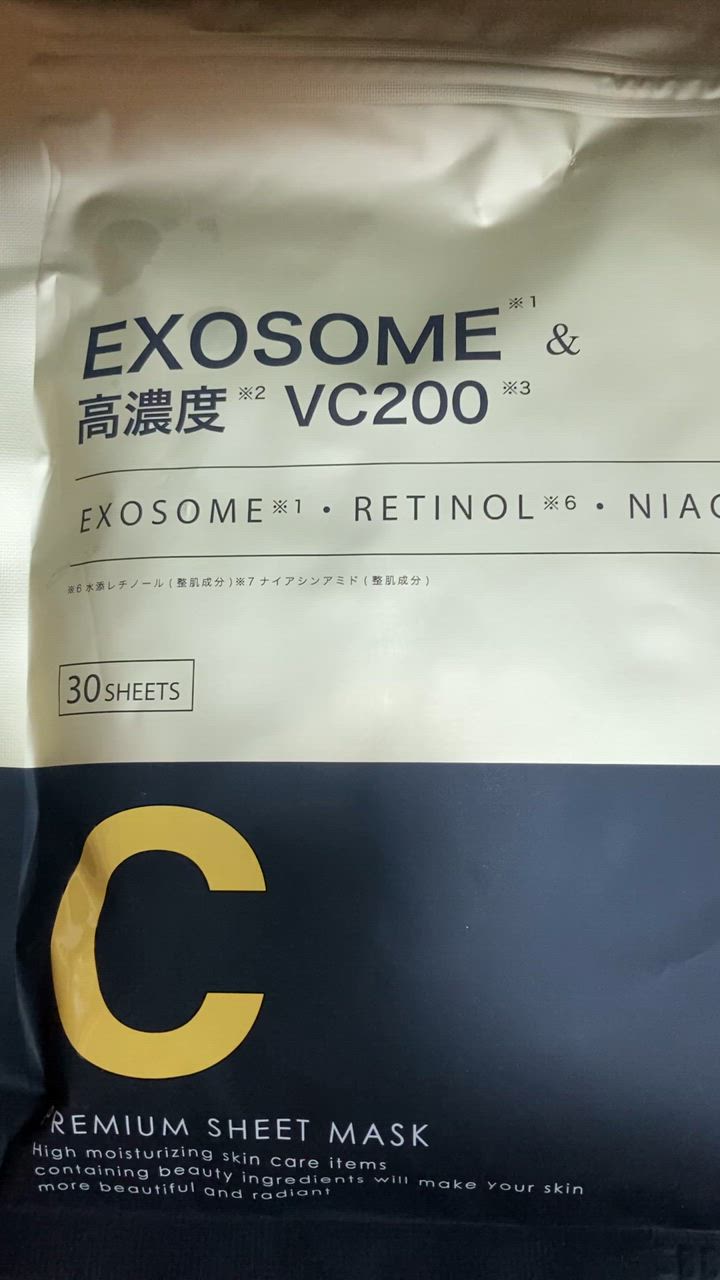 EXOSOME※1 &
高濃度※2 VC200※3
EXOSOME※1・RETINOL※6・NIAC
※6 水添レチノール (整肌成分)※7 ナイアシンアミド (整肌成分)
30 SHEETS
C
PREMIUM SHEET MASK
High moisturizing skin care items
containing beauty ingredients will make your skin
more beautiful and radiant